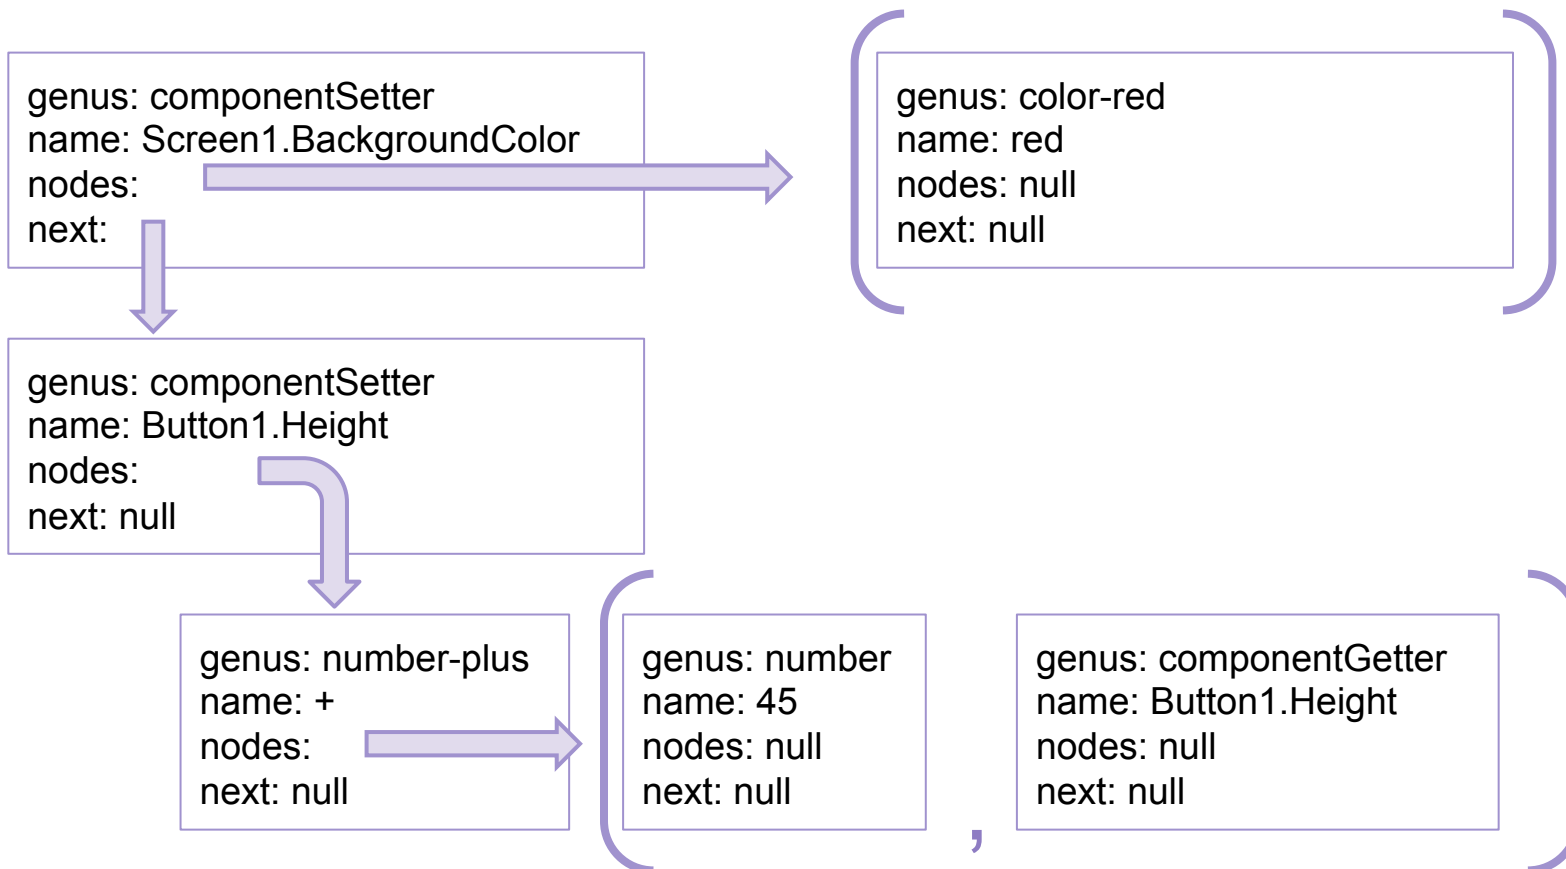 genus: componentSetter
name: Screen1.BackgroundColor
nodes:
next:
genus: color-red
name: red
nodes: null
next: null
genus: componentSetter
name: Button1.Height
nodes:
next: null
genus: number-plus
name: +
nodes:
next: null
genus: number
name: 45
nodes: null
next: null
,
genus: componentGetter
name: Button1.Height
nodes: null
next: null